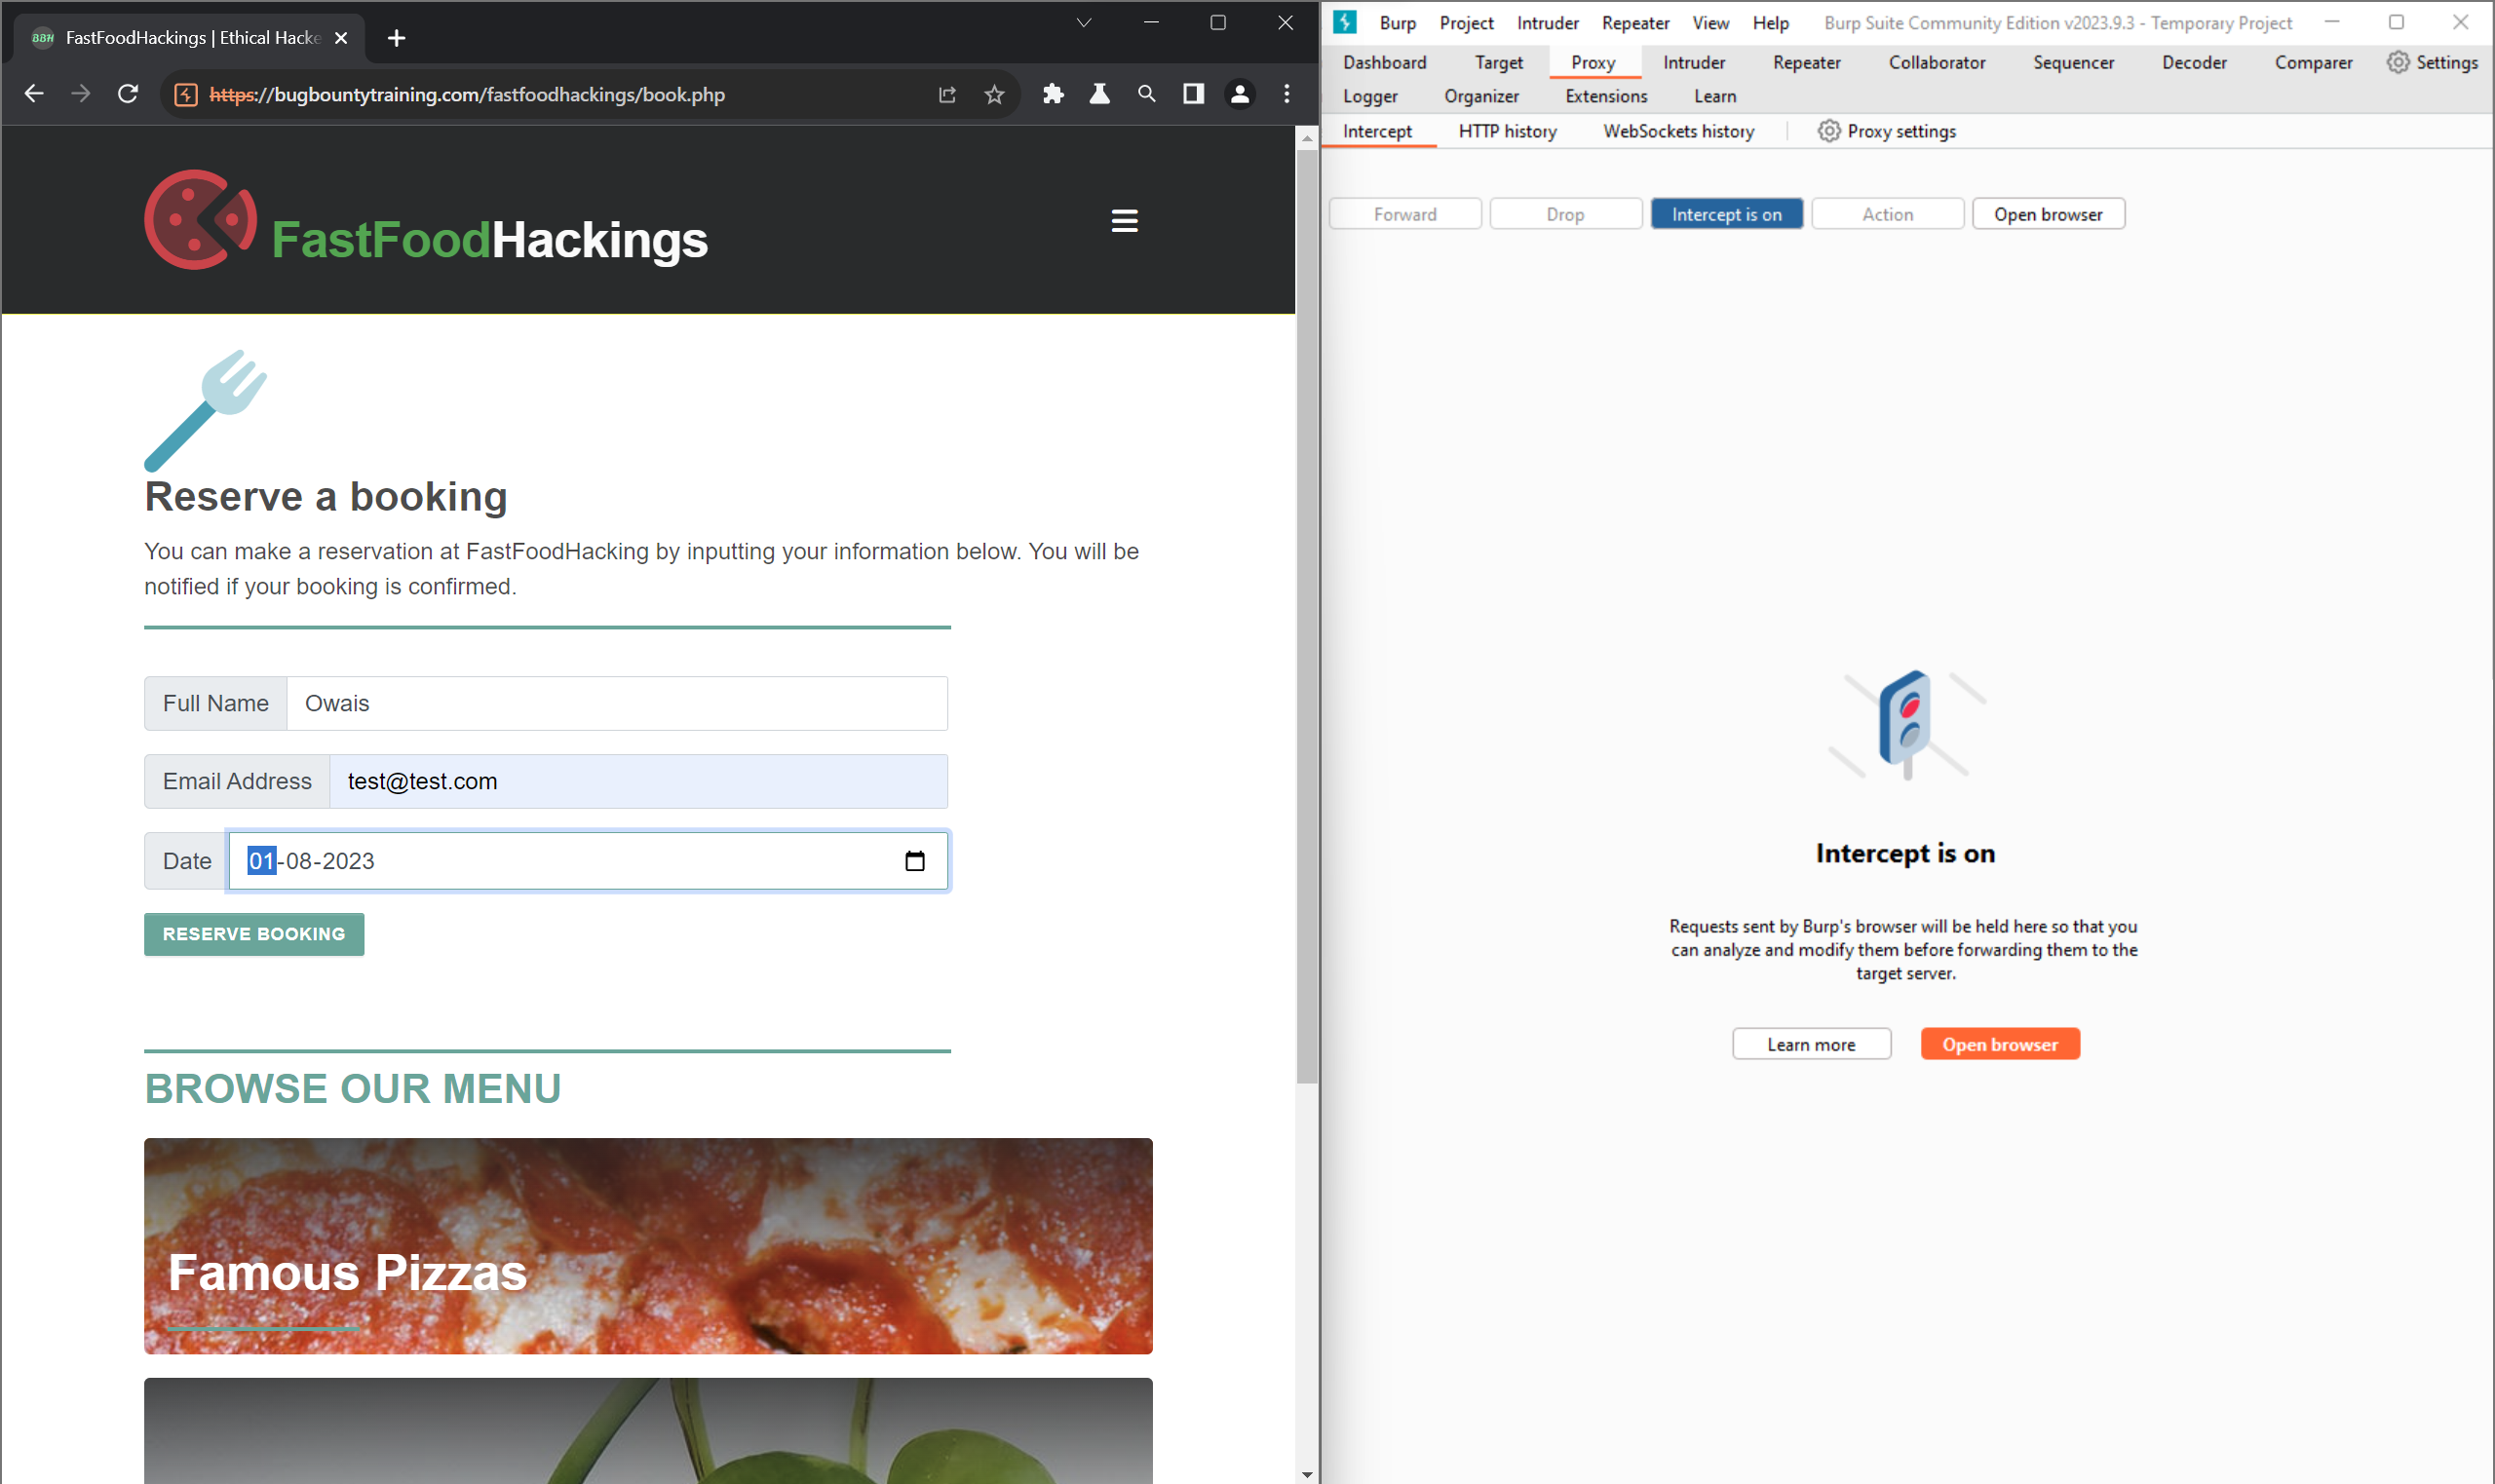 BBH FastFoodHackings | Ethical Hacke
https://bugbountytraining.com/fastfoodhackings/book.php
FastFoodHackings
Reserve a booking
You can make a reservation at FastFoodHacking by inputting your information below. You will be
notified if your booking is confirmed.
Full Name Owais
Email Address test@test.com
Date 01-08-2023
RESERVE BOOKING
BROWSE OUR MENU
Famous Pizzas
Burp Project Intruder Repeater View Help Burp Suite Community Edition v2023.9.3 - Temporary Project
Dashboard Target Proxy Intruder Repeater Collaborator Sequencer Decoder Comparer Settings
Logger Organizer Extensions Learn
Intercept HTTP history WebSockets history Proxy settings
Forward Drop Intercept is on Action Open browser
Intercept is on
Requests sent by Burp's browser will be held here so that you
can analyze and modify them before forwarding them to the
target server.
Learn more Open browser